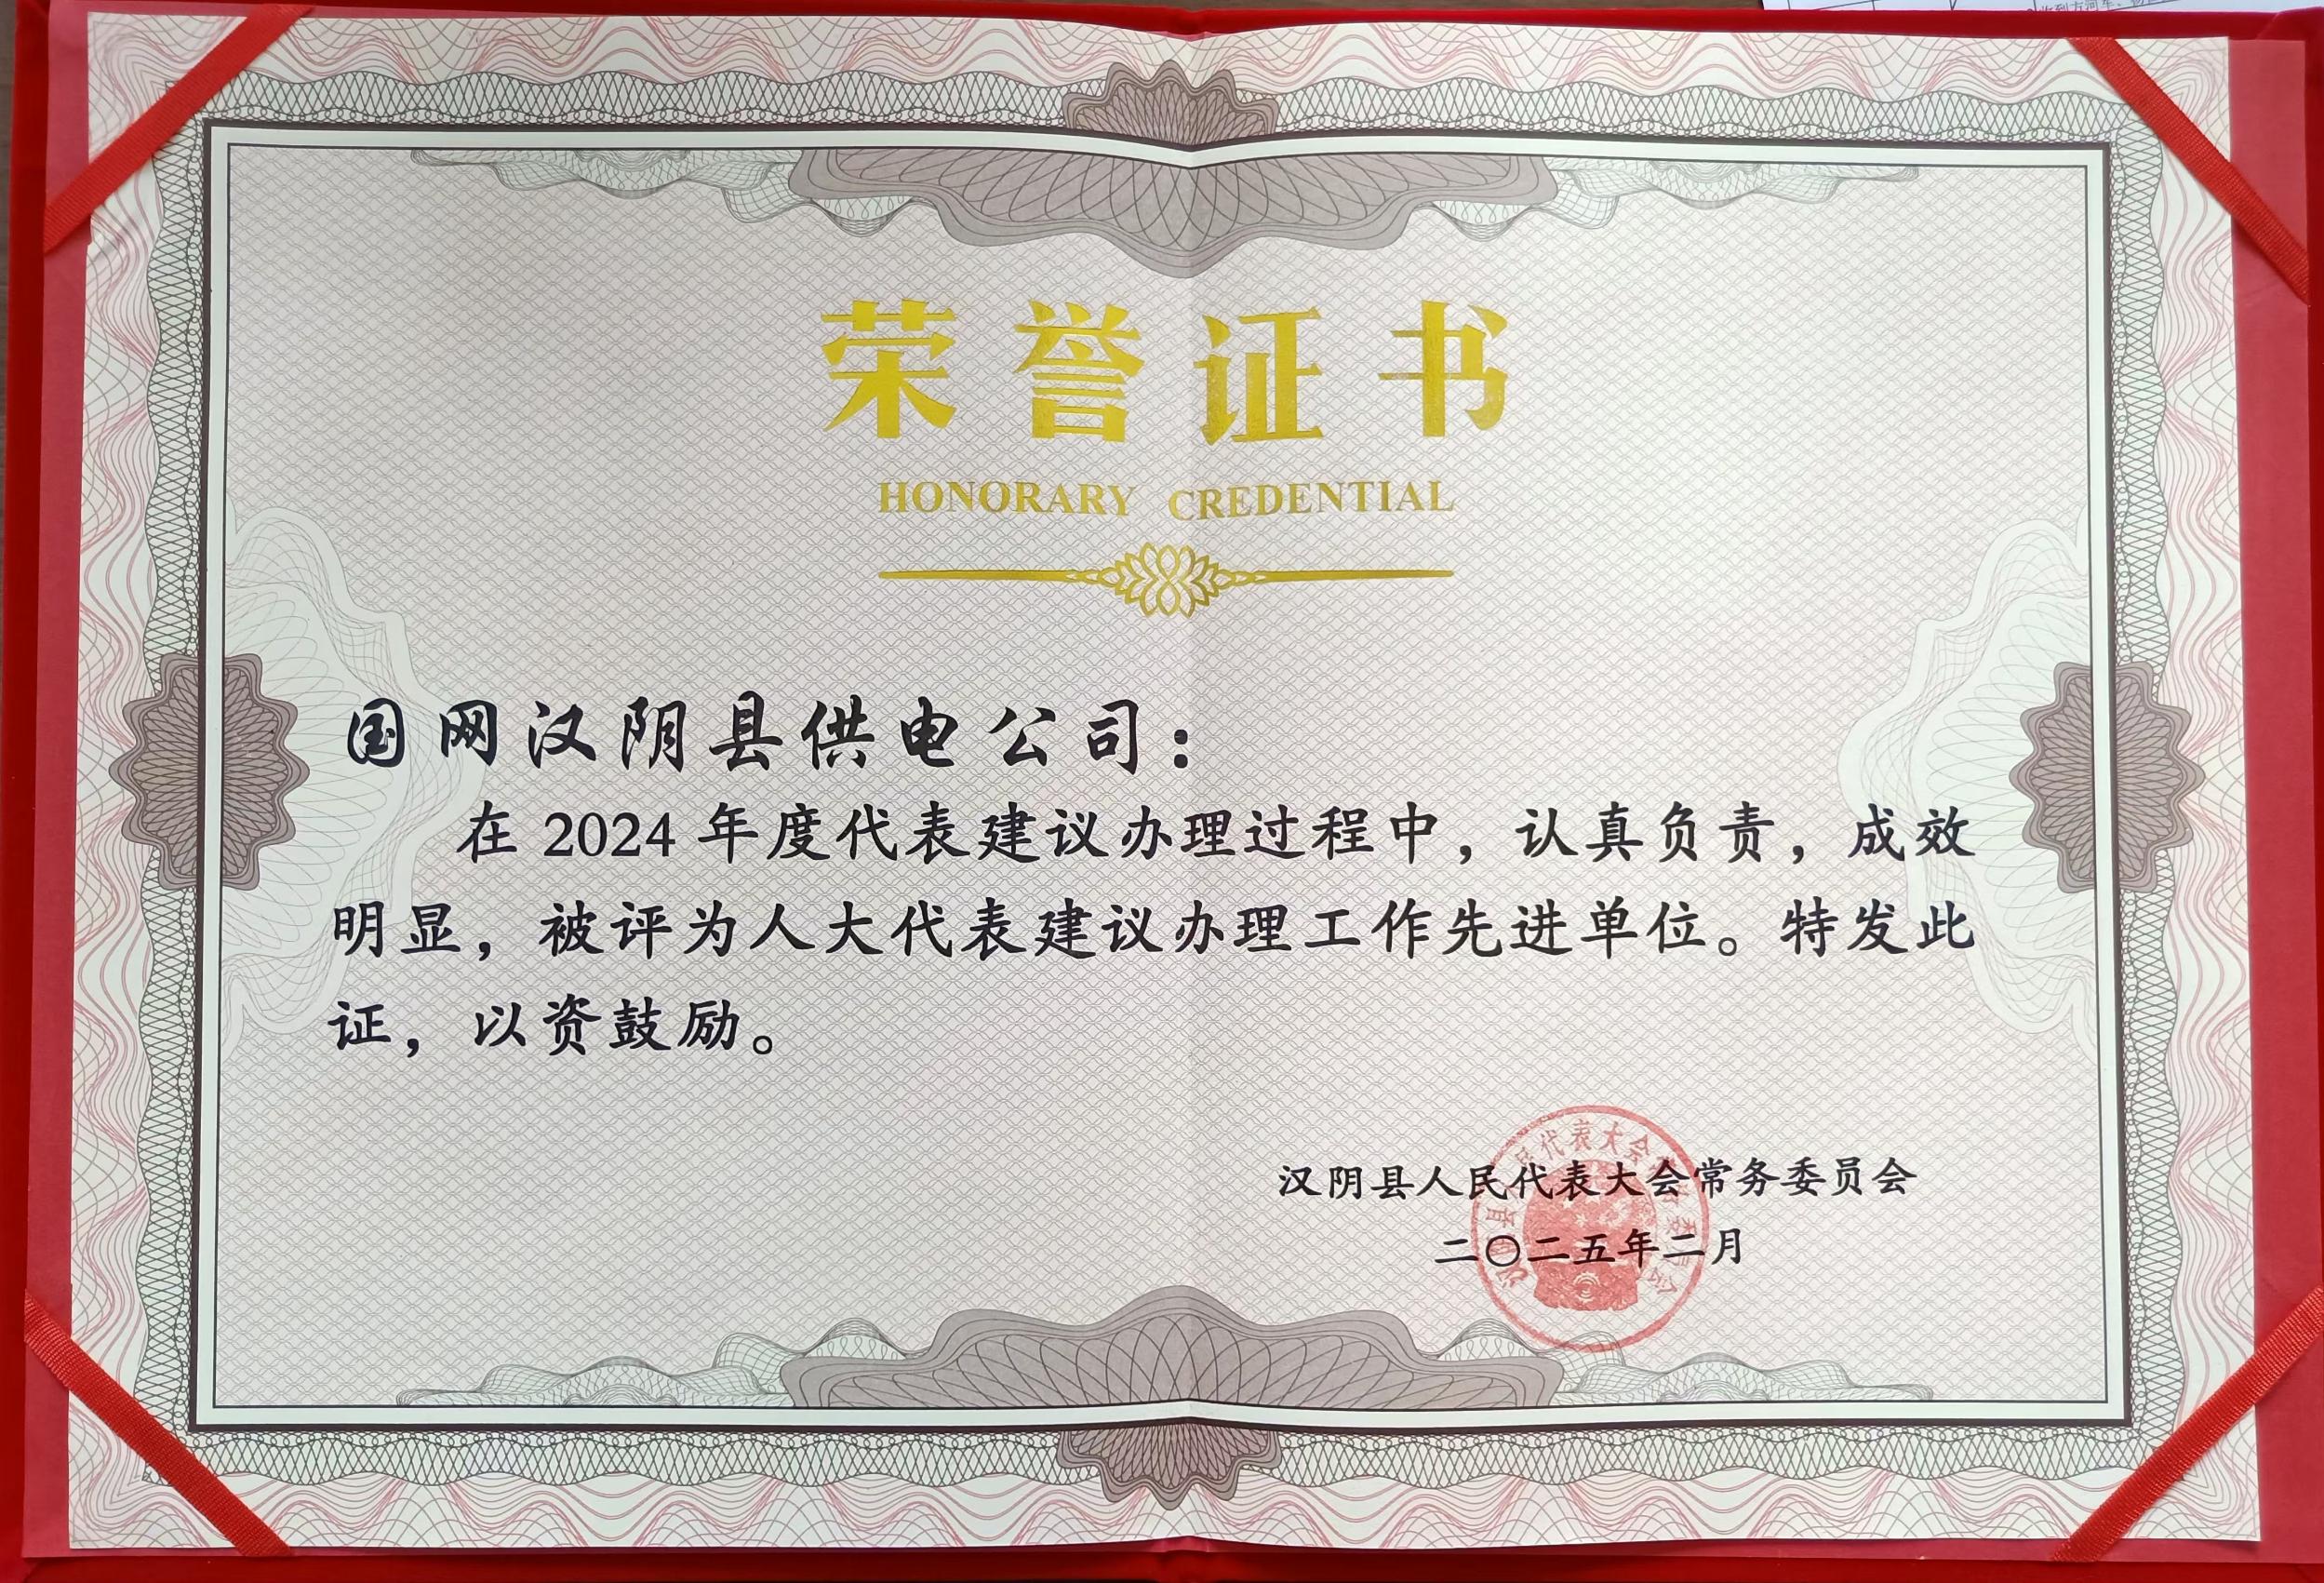 荣誉证书
HONORARY CREDENTIAL
国网汉阴县供电公司：
在 2024 年度代表建议办理过程中，认真负责，成效
明显，被评为人大代表建议办理工作先进单位。特发此
证，以资鼓励。
汉阴县人民代表大会常务委员会
二〇二五年二月